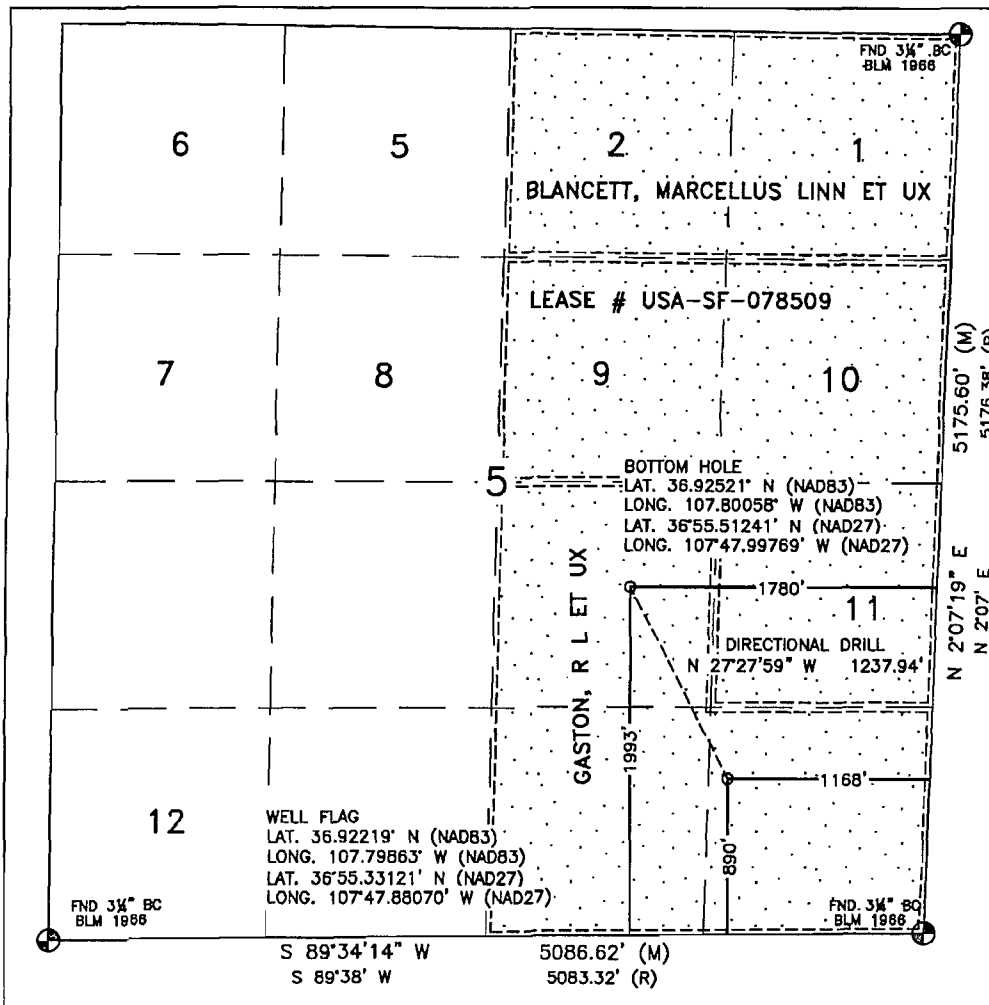 FND 3¼" BC
BLM 1966
6
5
2
1
BLANCETT, MARCELLUS LINN ET UX
LEASE # USA-SF-078509
7
8
9
10
5175.60' (M)
5176.38' (R)
N 2°07'19" E
N 2°07' E
5
BOTTOM HOLE
LAT. 36.92521° N (NAD83)
LONG. 107.80058° W (NAD83)
LAT. 36°55.51241' N (NAD27)
LONG. 107°47.99769' W (NAD27)
1780'
11
DIRECTIONAL DRILL
N 27°27'59" W 1237.94'
GASTON, R L ET UX
1993'
1168'
890'
12
WELL FLAG
LAT. 36.92219° N (NAD83)
LONG. 107.79863° W (NAD83)
LAT. 36°55.33121' N (NAD27)
LONG. 107°47.88070' W (NAD27)
FND 3¼" BC
BLM 1966
FND. 3¼" BC
BLM 1966
S 89°34'14" W 5086.62' (M)
S 89°38' W 5083.32' (R)